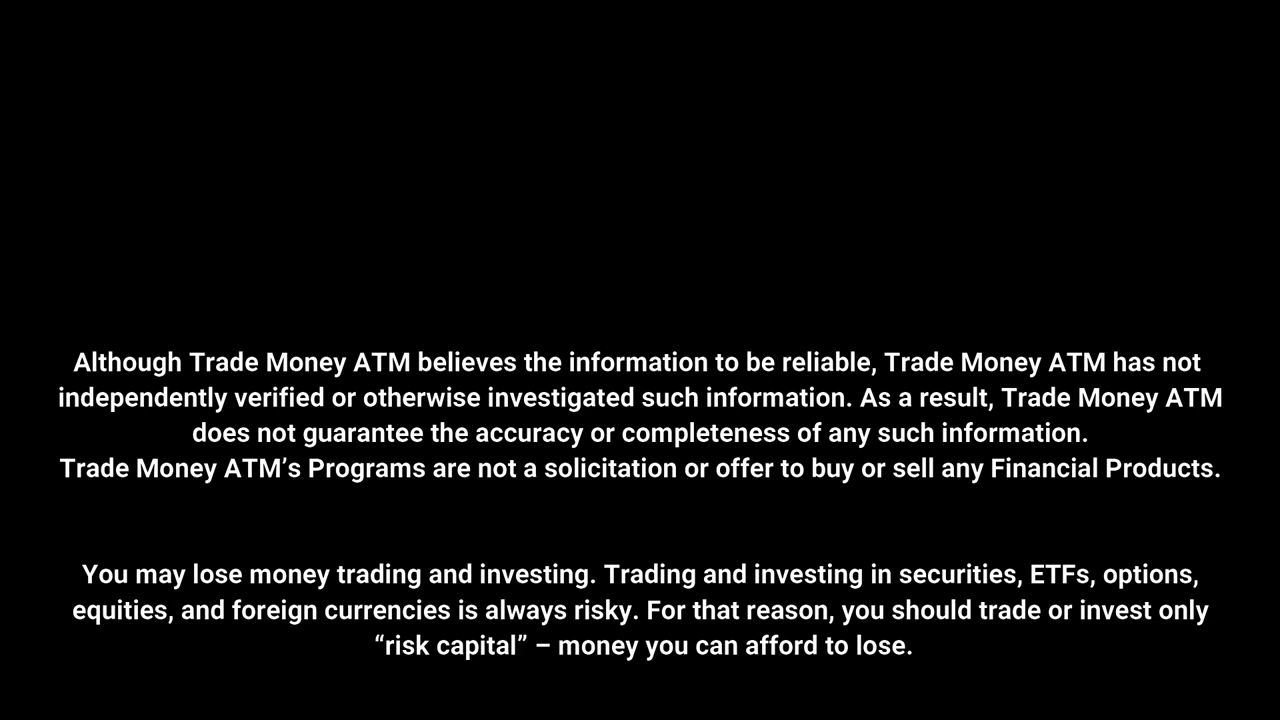 Although Trade Money ATM believes the information to be reliable, Trade Money ATM has not
independently verified or otherwise investigated such information. As a result, Trade Money ATM
does not guarantee the accuracy or completeness of any such information.
Trade Money ATM’s Programs are not a solicitation or offer to buy or sell any Financial Products.
You may lose money trading and investing. Trading and investing in securities, ETFs, options,
equities, and foreign currencies is always risky. For that reason, you should trade or invest only
“risk capital” – money you can afford to lose.